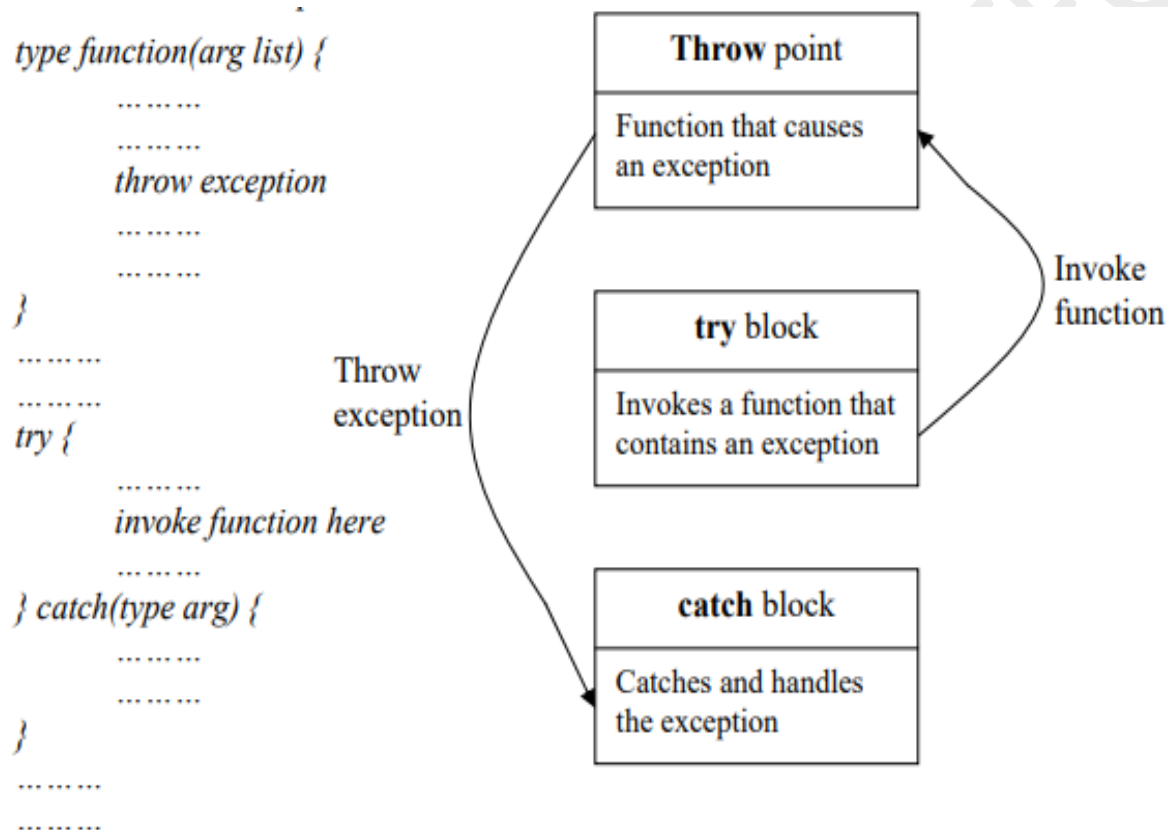 type function(arg list) {
... ... ...
... ... ...
throw exception
... ... ...
... ... ...
}
... ... ...
... ... ...
try {
... ... ...
invoke function here
... ... ...
} catch(type arg) {
... ... ...
... ... ...
}
... ... ...
... ... ...
Throw point
Function that causes
an exception
Invoke
function
try block
Invokes a function that
contains an exception
Throw
exception
catch block
Catches and handles
the exception